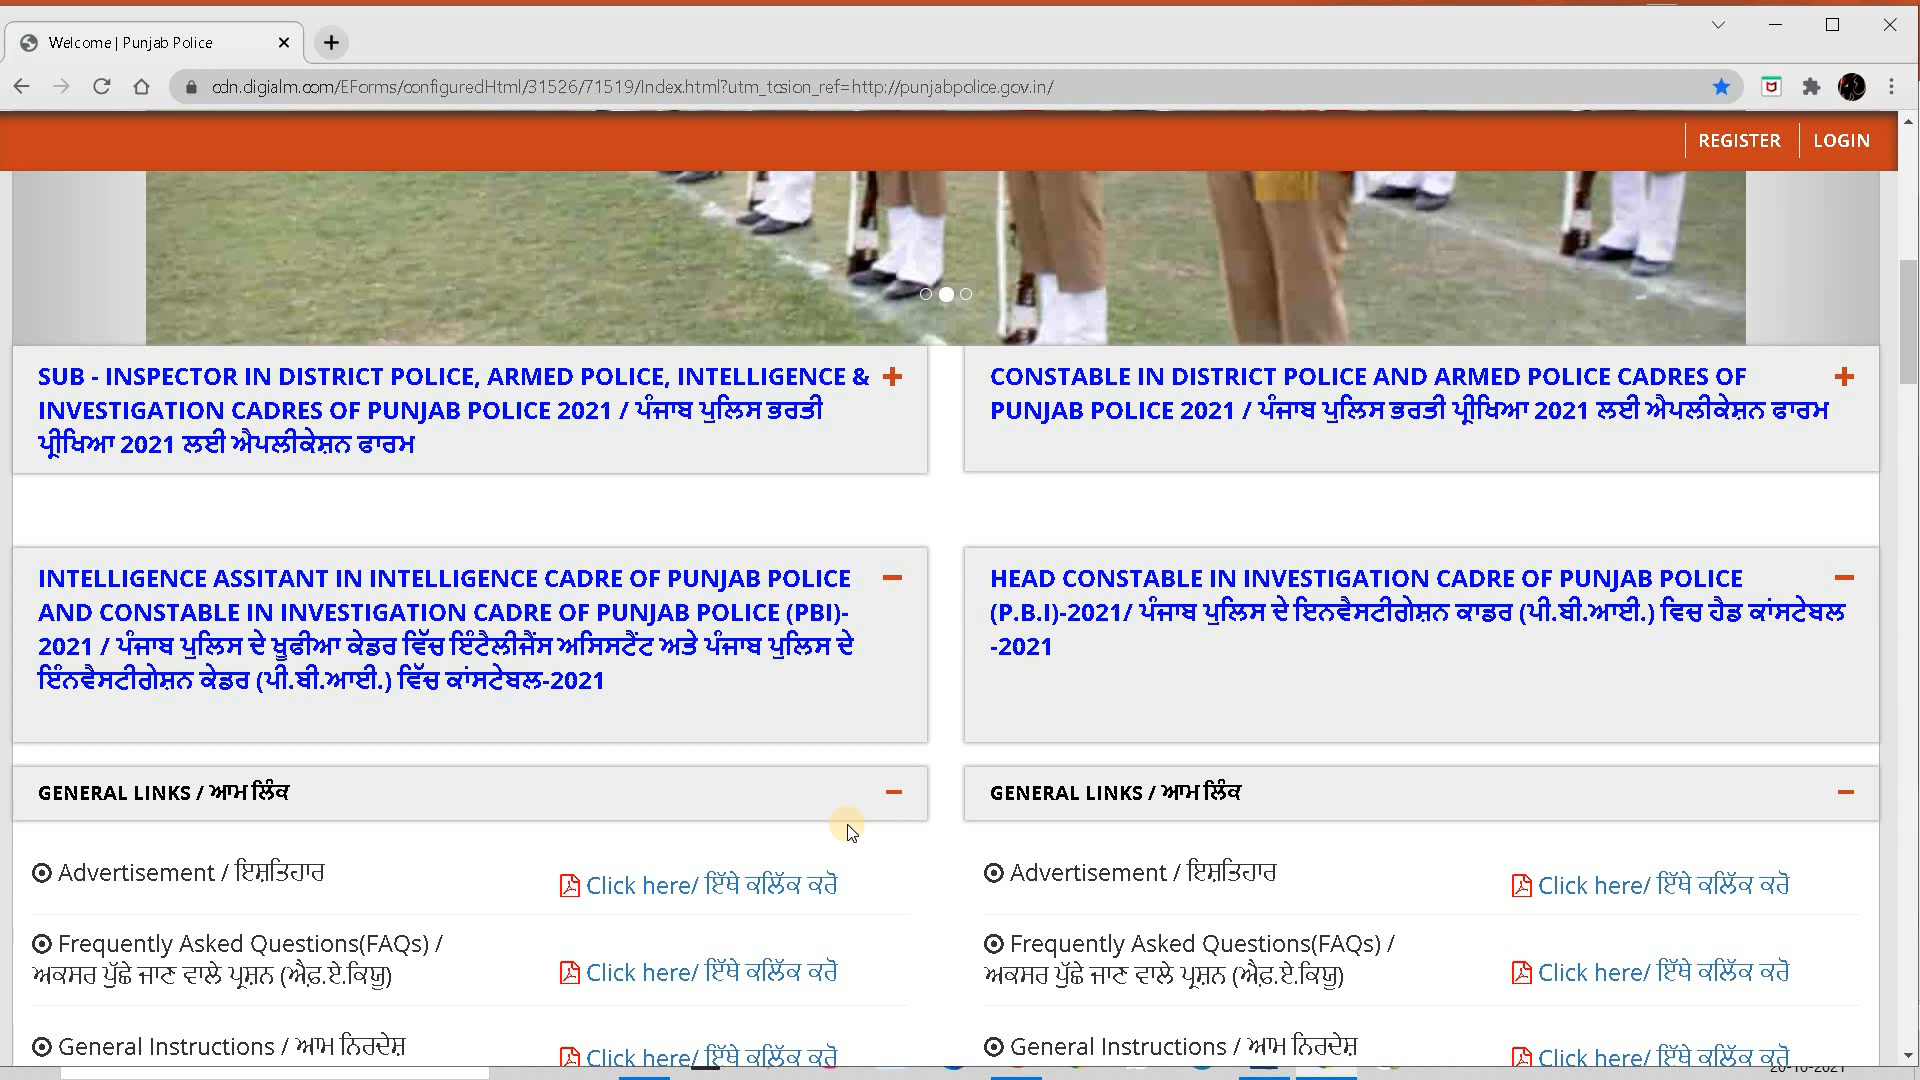 Welcome | Punjab Police
cdn.digialm.com/EForms/configuredHtml/31526/71519/Index.html?utm_tcsion_ref=http://punjabpolice.gov.in/
REGISTER
LOGIN
SUB - INSPECTOR IN DISTRICT POLICE, ARMED POLICE, INTELLIGENCE &
INVESTIGATION CADRES OF PUNJAB POLICE 2021 / ਪੰਜਾਬ ਪੁਲਿਸ ਭਰਤੀ
ਪ੍ਰੀਖਿਆ 2021 ਲਈ ਐਪਲੀਕੇਸ਼ਨ ਫਾਰਮ
CONSTABLE IN DISTRICT POLICE AND ARMED POLICE CADRES OF
PUNJAB POLICE 2021 / ਪੰਜਾਬ ਪੁਲਿਸ ਭਰਤੀ ਪ੍ਰੀਖਿਆ 2021 ਲਈ ਐਪਲੀਕੇਸ਼ਨ ਫਾਰਮ
INTELLIGENCE ASSITANT IN INTELLIGENCE CADRE OF PUNJAB POLICE
AND CONSTABLE IN INVESTIGATION CADRE OF PUNJAB POLICE (PBI)-
2021 / ਪੰਜਾਬ ਪੁਲਿਸ ਦੇ ਖੂਫੀਆ ਕੇਡਰ ਵਿੱਚ ਇੰਟੈਲੀਜੈਂਸ ਅਸਿਸਟੈਂਟ ਅਤੇ ਪੰਜਾਬ ਪੁਲਿਸ ਦੇ
ਇੰਨਵੈਸਟੀਗੇਸ਼ਨ ਕੇਡਰ (ਪੀ.ਬੀ.ਆਈ.) ਵਿੱਚ ਕਾਂਸਟੇਬਲ-2021
HEAD CONSTABLE IN INVESTIGATION CADRE OF PUNJAB POLICE
(P.B.I)-2021/ ਪੰਜਾਬ ਪੁਲਿਸ ਦੇ ਇਨਵੈਸਟੀਗੇਸ਼ਨ ਕਾਡਰ (ਪੀ.ਬੀ.ਆਈ.) ਵਿਚ ਹੈਡ ਕਾਂਸਟੇਬਲ
-2021
GENERAL LINKS / ਆਮ ਲਿੰਕ
Advertisement / ਇਸ਼ਤਿਹਾਰ
Click here/ ਇੱਥੇ ਕਲਿੱਕ ਕਰੋ
Frequently Asked Questions(FAQs) /
ਅਕਸਰ ਪੁੱਛੇ ਜਾਣ ਵਾਲੇ ਪ੍ਰਸ਼ਨ (ਐਫ਼.ਏ.ਕਿਯੂ)
Click here/ ਇੱਥੇ ਕਲਿੱਕ ਕਰੋ
General Instructions / ਆਮ ਨਿਰਦੇਸ਼
Click here/ ਇੱਥੇ ਕਲਿੱਕ ਕਰੋ
GENERAL LINKS / ਆਮ ਲਿੰਕ
Advertisement / ਇਸ਼ਤਿਹਾਰ
Click here/ ਇੱਥੇ ਕਲਿੱਕ ਕਰੋ
Frequently Asked Questions(FAQs) /
ਅਕਸਰ ਪੁੱਛੇ ਜਾਣ ਵਾਲੇ ਪ੍ਰਸ਼ਨ (ਐਫ਼.ਏ.ਕਿਯੂ)
Click here/ ਇੱਥੇ ਕਲਿੱਕ ਕਰੋ
General Instructions / ਆਮ ਨਿਰਦੇਸ਼
Click here/ ਇੱਥੇ ਕਲਿੱਕ ਕਰੋ
20-10-2021